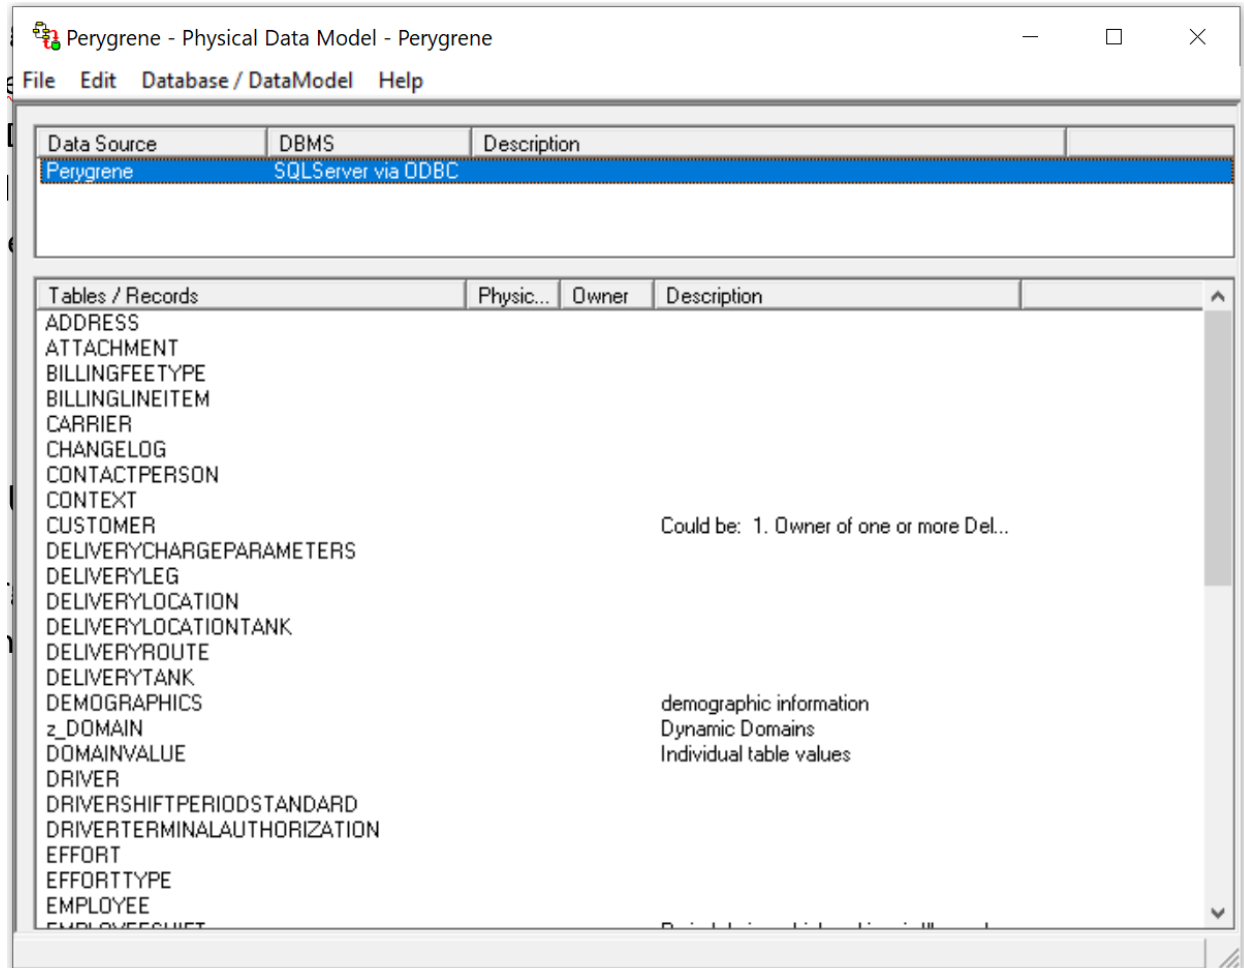 Perygrene - Physical Data Model - Perygrene
File Edit Database / DataModel Help
Data Source DBMS Description
Perygrene SQLServer via ODBC
Tables / Records Physic... Owner Description
ADDRESS
ATTACHMENT
BILLINGFEETYPE
BILLINGLINEITEM
CARRIER
CHANGELOG
CONTACTPERSON
CONTEXT
CUSTOMER Could be: 1. Owner of one or more Del...
DELIVERYCHARGEPARAMETERS
DELIVERYLEG
DELIVERYLOCATION
DELIVERYLOCATIONTANK
DELIVERYROUTE
DELIVERYTANK
DEMOGRAPHICS demographic information
z_DOMAIN Dynamic Domains
DOMAINVALUE Individual table values
DRIVER
DRIVERSHIFTPERIODSTANDARD
DRIVERTERMINALAUTHORIZATION
EFFORT
EFFORTTYPE
EMPLOYEE
EMPLOYEESHIFT